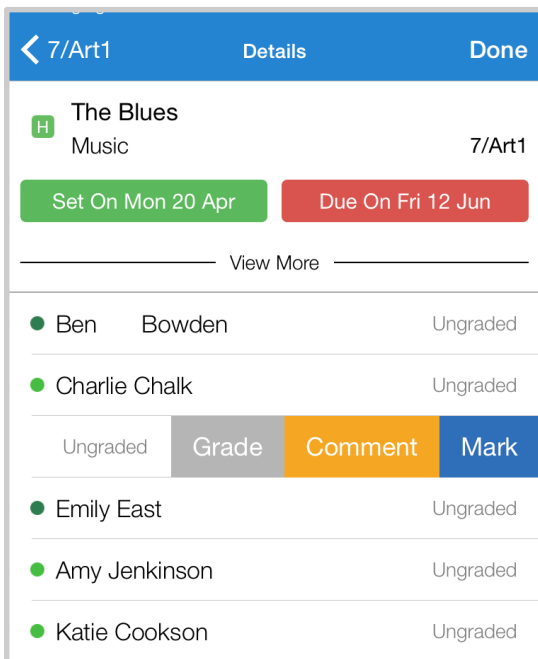 7/Art1 Details Done
H
The Blues
Music 7/Art1
Set On Mon 20 Apr Due On Fri 12 Jun
View More
Ben Bowden Ungraded
Charlie Chalk Ungraded
Ungraded Grade Comment Mark
Emily East Ungraded
Amy Jenkinson Ungraded
Katie Cookson Ungraded